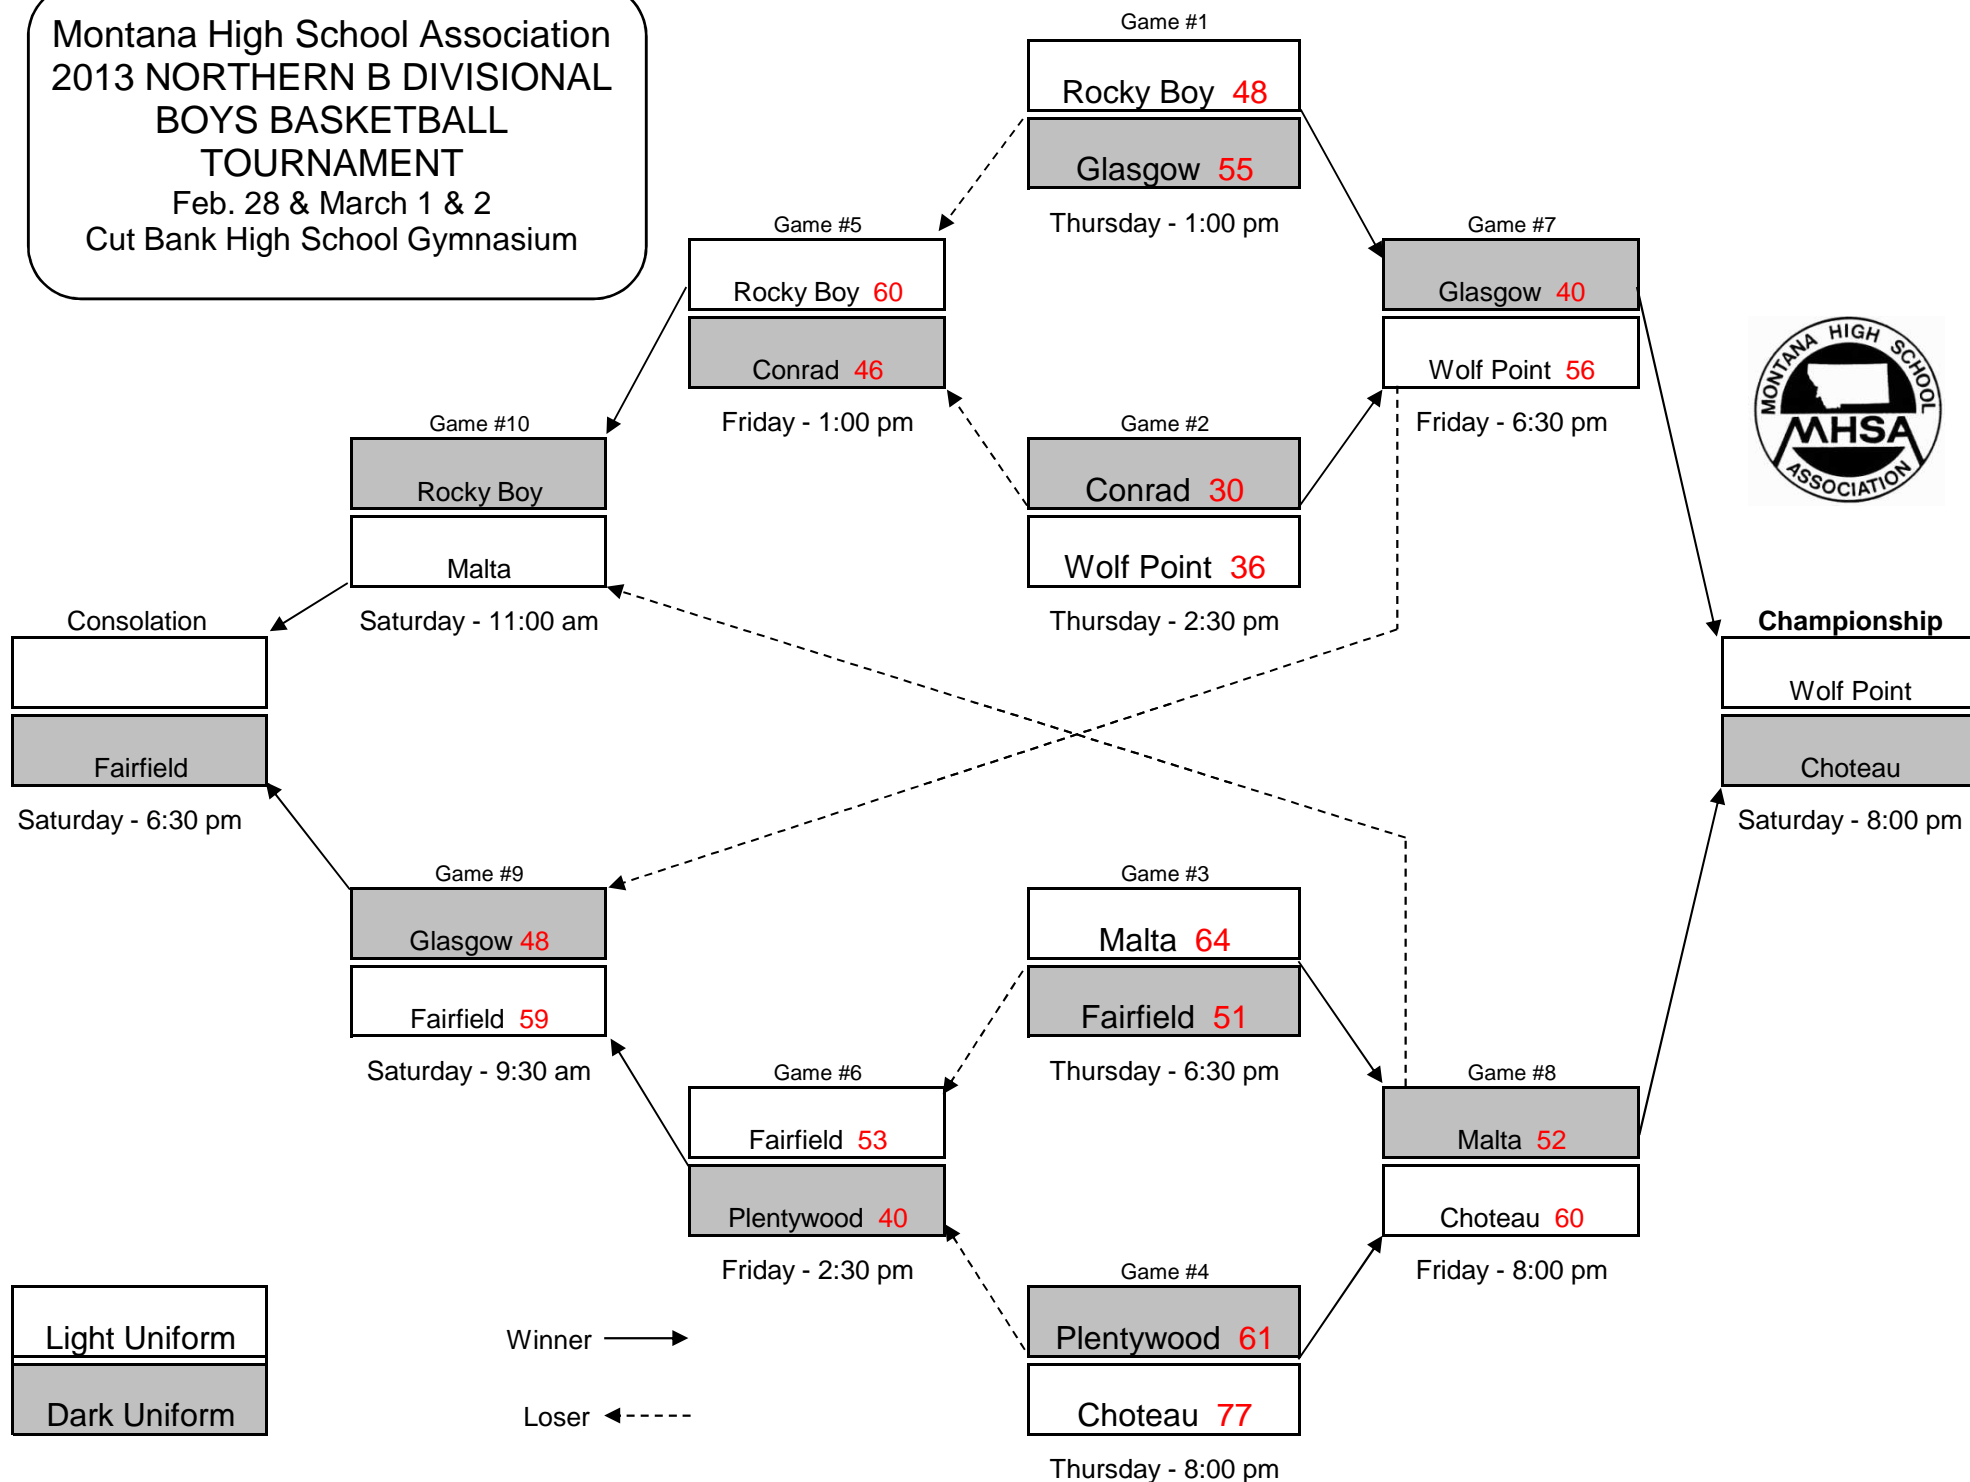 Montana High School Association
2013 NORTHERN B DIVISIONAL
BOYS BASKETBALL
TOURNAMENT
Feb. 28 & March 1 & 2
Cut Bank High School Gymnasium
Game #1
Rocky Boy 48
Glasgow 55
Thursday - 1:00 pm
Game #5
Rocky Boy 60
Conrad 46
Friday - 1:00 pm
Game #7
Glasgow 40
Wolf Point 56
Friday - 6:30 pm
MONTANA HIGH SCHOOL
MHSA
ASSOCIATION
Game #10
Rocky Boy
Malta
Saturday - 11:00 am
Game #2
Conrad 30
Wolf Point 36
Thursday - 2:30 pm
Consolation
Fairfield
Saturday - 6:30 pm
Championship
Wolf Point
Choteau
Saturday - 8:00 pm
Game #9
Glasgow 48
Fairfield 59
Saturday - 9:30 am
Game #3
Malta 64
Fairfield 51
Thursday - 6:30 pm
Game #6
Fairfield 53
Plentywood 40
Friday - 2:30 pm
Game #8
Malta 52
Choteau 60
Friday - 8:00 pm
Game #4
Plentywood 61
Choteau 77
Thursday - 8:00 pm
Light Uniform
Dark Uniform
Winner
Loser